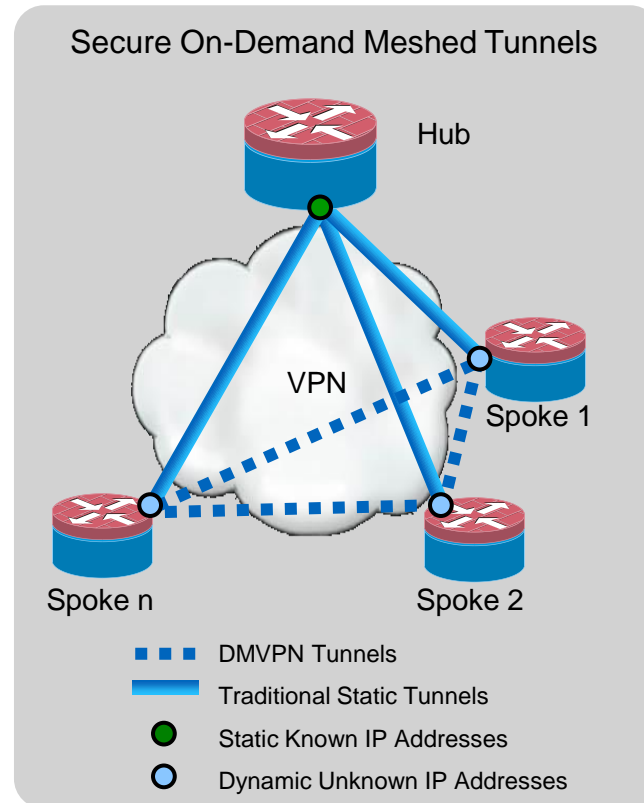 Secure On-Demand Meshed Tunnels
Hub
VPN
Spoke 1
Spoke n
Spoke 2
DMVPN Tunnels
Traditional Static Tunnels
Static Known IP Addresses
Dynamic Unknown IP Addresses